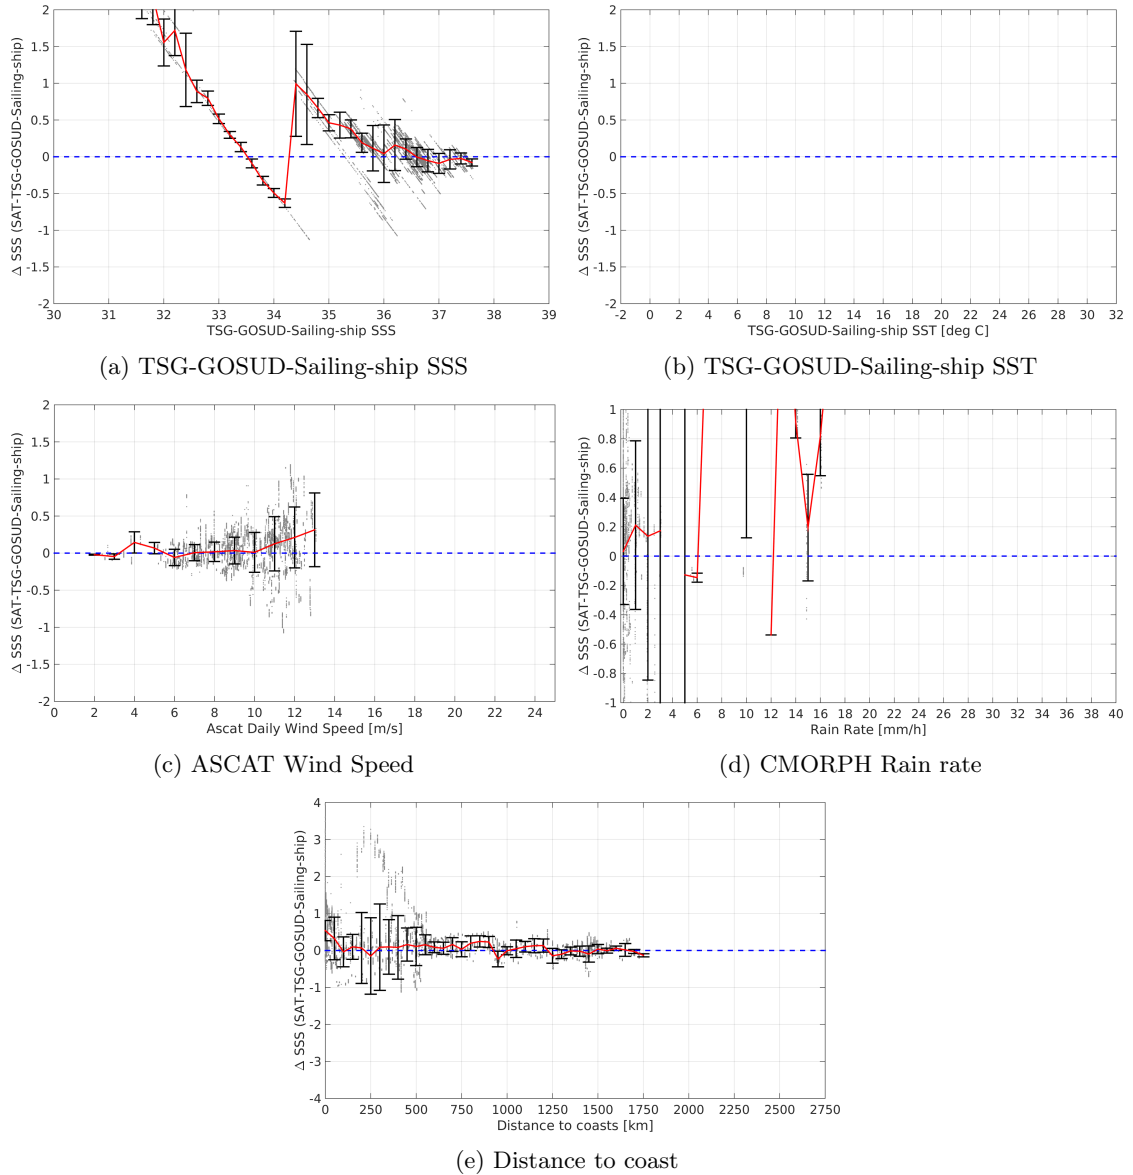 Δ SSS (SAT-TSG-GOSUD-Sailing-ship)
2
1.5
1
0.5
0
-0.5
-1
-1.5
-2
30 31 32 33 34 35 36 37 38 39
TSG-GOSUD-Sailing-ship SSS
(a) TSG-GOSUD-Sailing-ship SSS
Δ SSS (SAT-TSG-GOSUD-Sailing-ship)
2
1.5
1
0.5
0
-0.5
-1
-1.5
-2
-2 0 2 4 6 8 10 12 14 16 18 20 22 24 26 28 30 32
TSG-GOSUD-Sailing-ship SST [deg C]
(b) TSG-GOSUD-Sailing-ship SST
Δ SSS (SAT-TSG-GOSUD-Sailing-ship)
2
1.5
1
0.5
0
-0.5
-1
-1.5
-2
0 2 4 6 8 10 12 14 16 18 20 22 24
Ascat Daily Wind Speed [m/s]
(c) ASCAT Wind Speed
Δ SSS (SAT-TSG-GOSUD-Sailing-ship)
1
0.8
0.6
0.4
0.2
0
-0.2
-0.4
-0.6
-0.8
-1
0 2 4 6 8 10 12 14 16 18 20 22 24 26 28 30 32 34 36 38 40
Rain Rate [mm/h]
(d) CMORPH Rain rate
Δ SSS (SAT-TSG-GOSUD-Sailing-ship)
4
3
2
1
0
-1
-2
-3
-4
0 250 500 750 1000 1250 1500 1750 2000 2250 2500 2750
Distance to coasts [km]
(e) Distance to coast